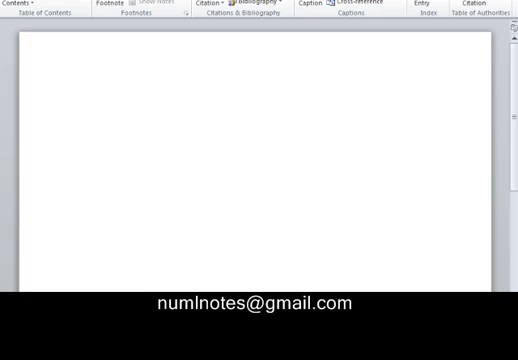 Contents Footnote Show Notes Citation Bibliography Caption Cross-reference Entry Citation
Table of Contents Footnotes Citations & Bibliography Captions Index Table of Authorities
numlnotes@gmail.com